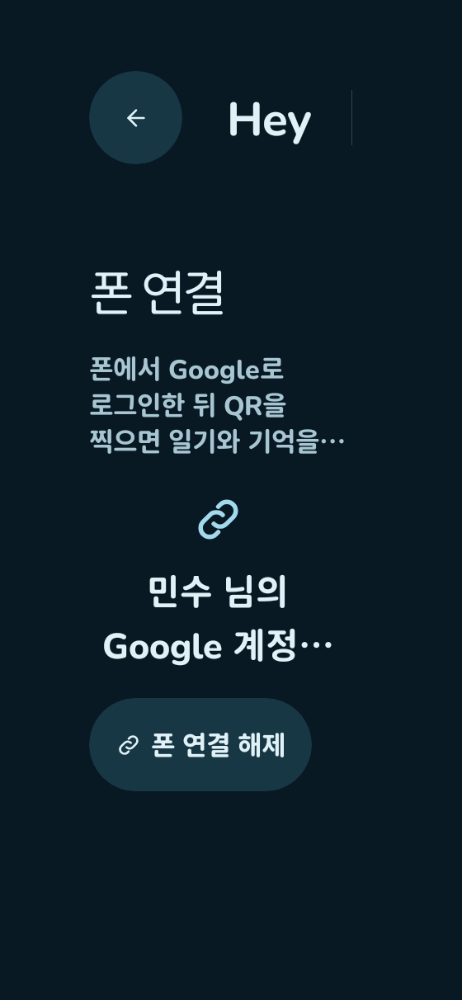 Hey
폰 연결
폰에서 Google로
로그인한 뒤 QR을
찍으면 일기와 기억을…
민수 님의
Google 계정…
폰 연결 해제